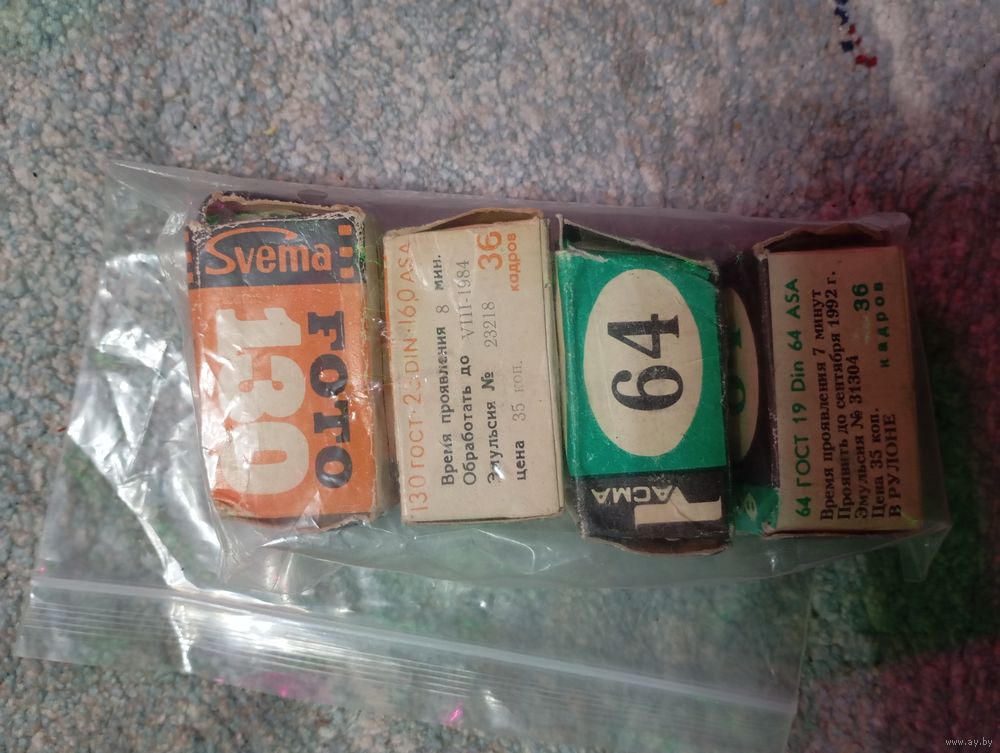 Svema
FOTO
130
130 ГОСТ·23 DIN·160 ASA
Время проявления 8 мин.
Обработать до VIII-1984
Эмульсия № 23218
цена 35 коп.
36
кадров
64
ТАСМА
64 ГОСТ 19 Din 64 ASA
Время проявления 7 минут
Проявить до сентября 1992 г.
Эмульсия № 31304
Цена 35 коп.
В РУЛОНЕ
36
кадров
www.ay.by